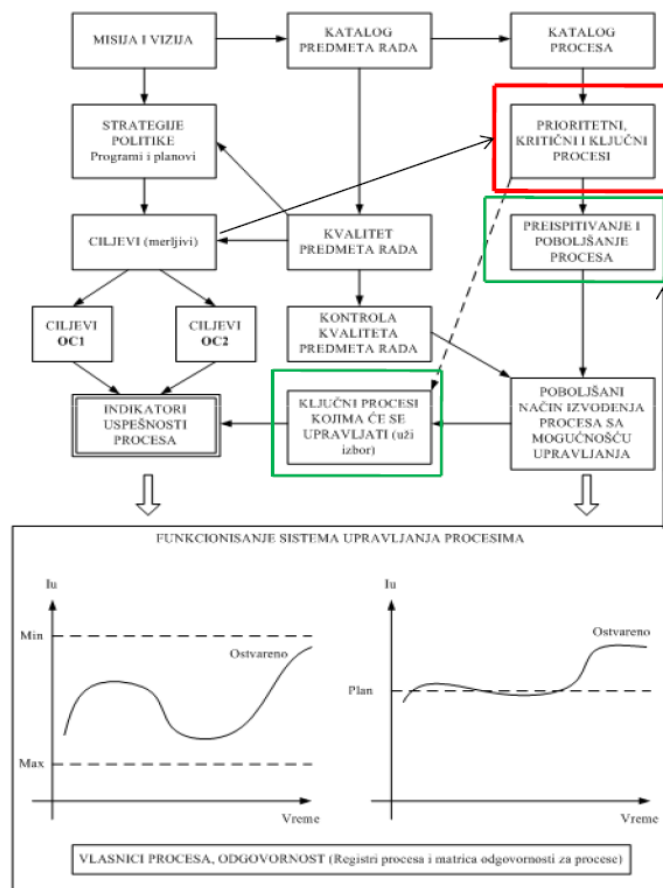 MISIJA I VIZIJA
KATALOG
PREDMETA RADA
KATALOG
PROCESA
STRATEGIJE
POLITIKE
Programi i planovi
PRIORITETNI,
KRITIČNI I KLJUČNI
PROCESI
CILJEVI (merljivi)
KVALITET
PREDMETA RADA
PREISPITIVANJE I
POBOLJŠANJE
PROCESA
CILJEVI
OC1
CILJEVI
OC2
KONTROLA
KVALITETA
PREDMETA RADA
INDIKATORI
USPEŠNOSTI
PROCESA
KLJUČNI PROCESI
KOJIMA ĆE SE
UPRAVLJATI (uži
izbor)
POBOLJŠANI
NAČIN IZVOĐENJA
PROCESA SA
MOGUĆNOŠĆU
UPRAVLJANJA
FUNKCIONISANJE SISTEMA UPRAVLJANJA PROCESIMA
Iu
Min
Ostvareno
Max
Vreme
Iu
Ostvareno
Plan
Vreme
VLASNICI PROCESA, ODGOVORNOST (Registri procesa i matrica odgovornosti za procese)